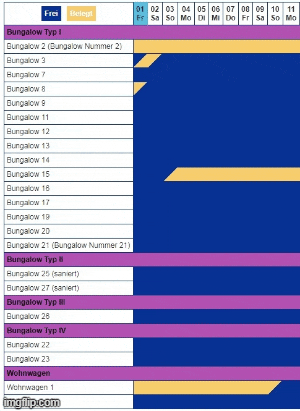 Frei Belegt
01 02 03 04 05 06 07 08 09 10 11
Fr Sa So Mo Di Mi Do Fr Sa So Mo
Bungalow Typ I
Bungalow 2 (Bungalow Nummer 2)
Bungalow 3
Bungalow 7
Bungalow 8
Bungalow 9
Bungalow 11
Bungalow 12
Bungalow 13
Bungalow 14
Bungalow 15
Bungalow 16
Bungalow 17
Bungalow 19
Bungalow 20
Bungalow 21 (Bungalow Nummer 21)
Bungalow Typ II
Bungalow 25 (saniert)
Bungalow 27 (saniert)
Bungalow Typ III
Bungalow 26
Bungalow Typ IV
Bungalow 22
Bungalow 23
Wohnwagen
Wohnwagen 1
imgflip.com